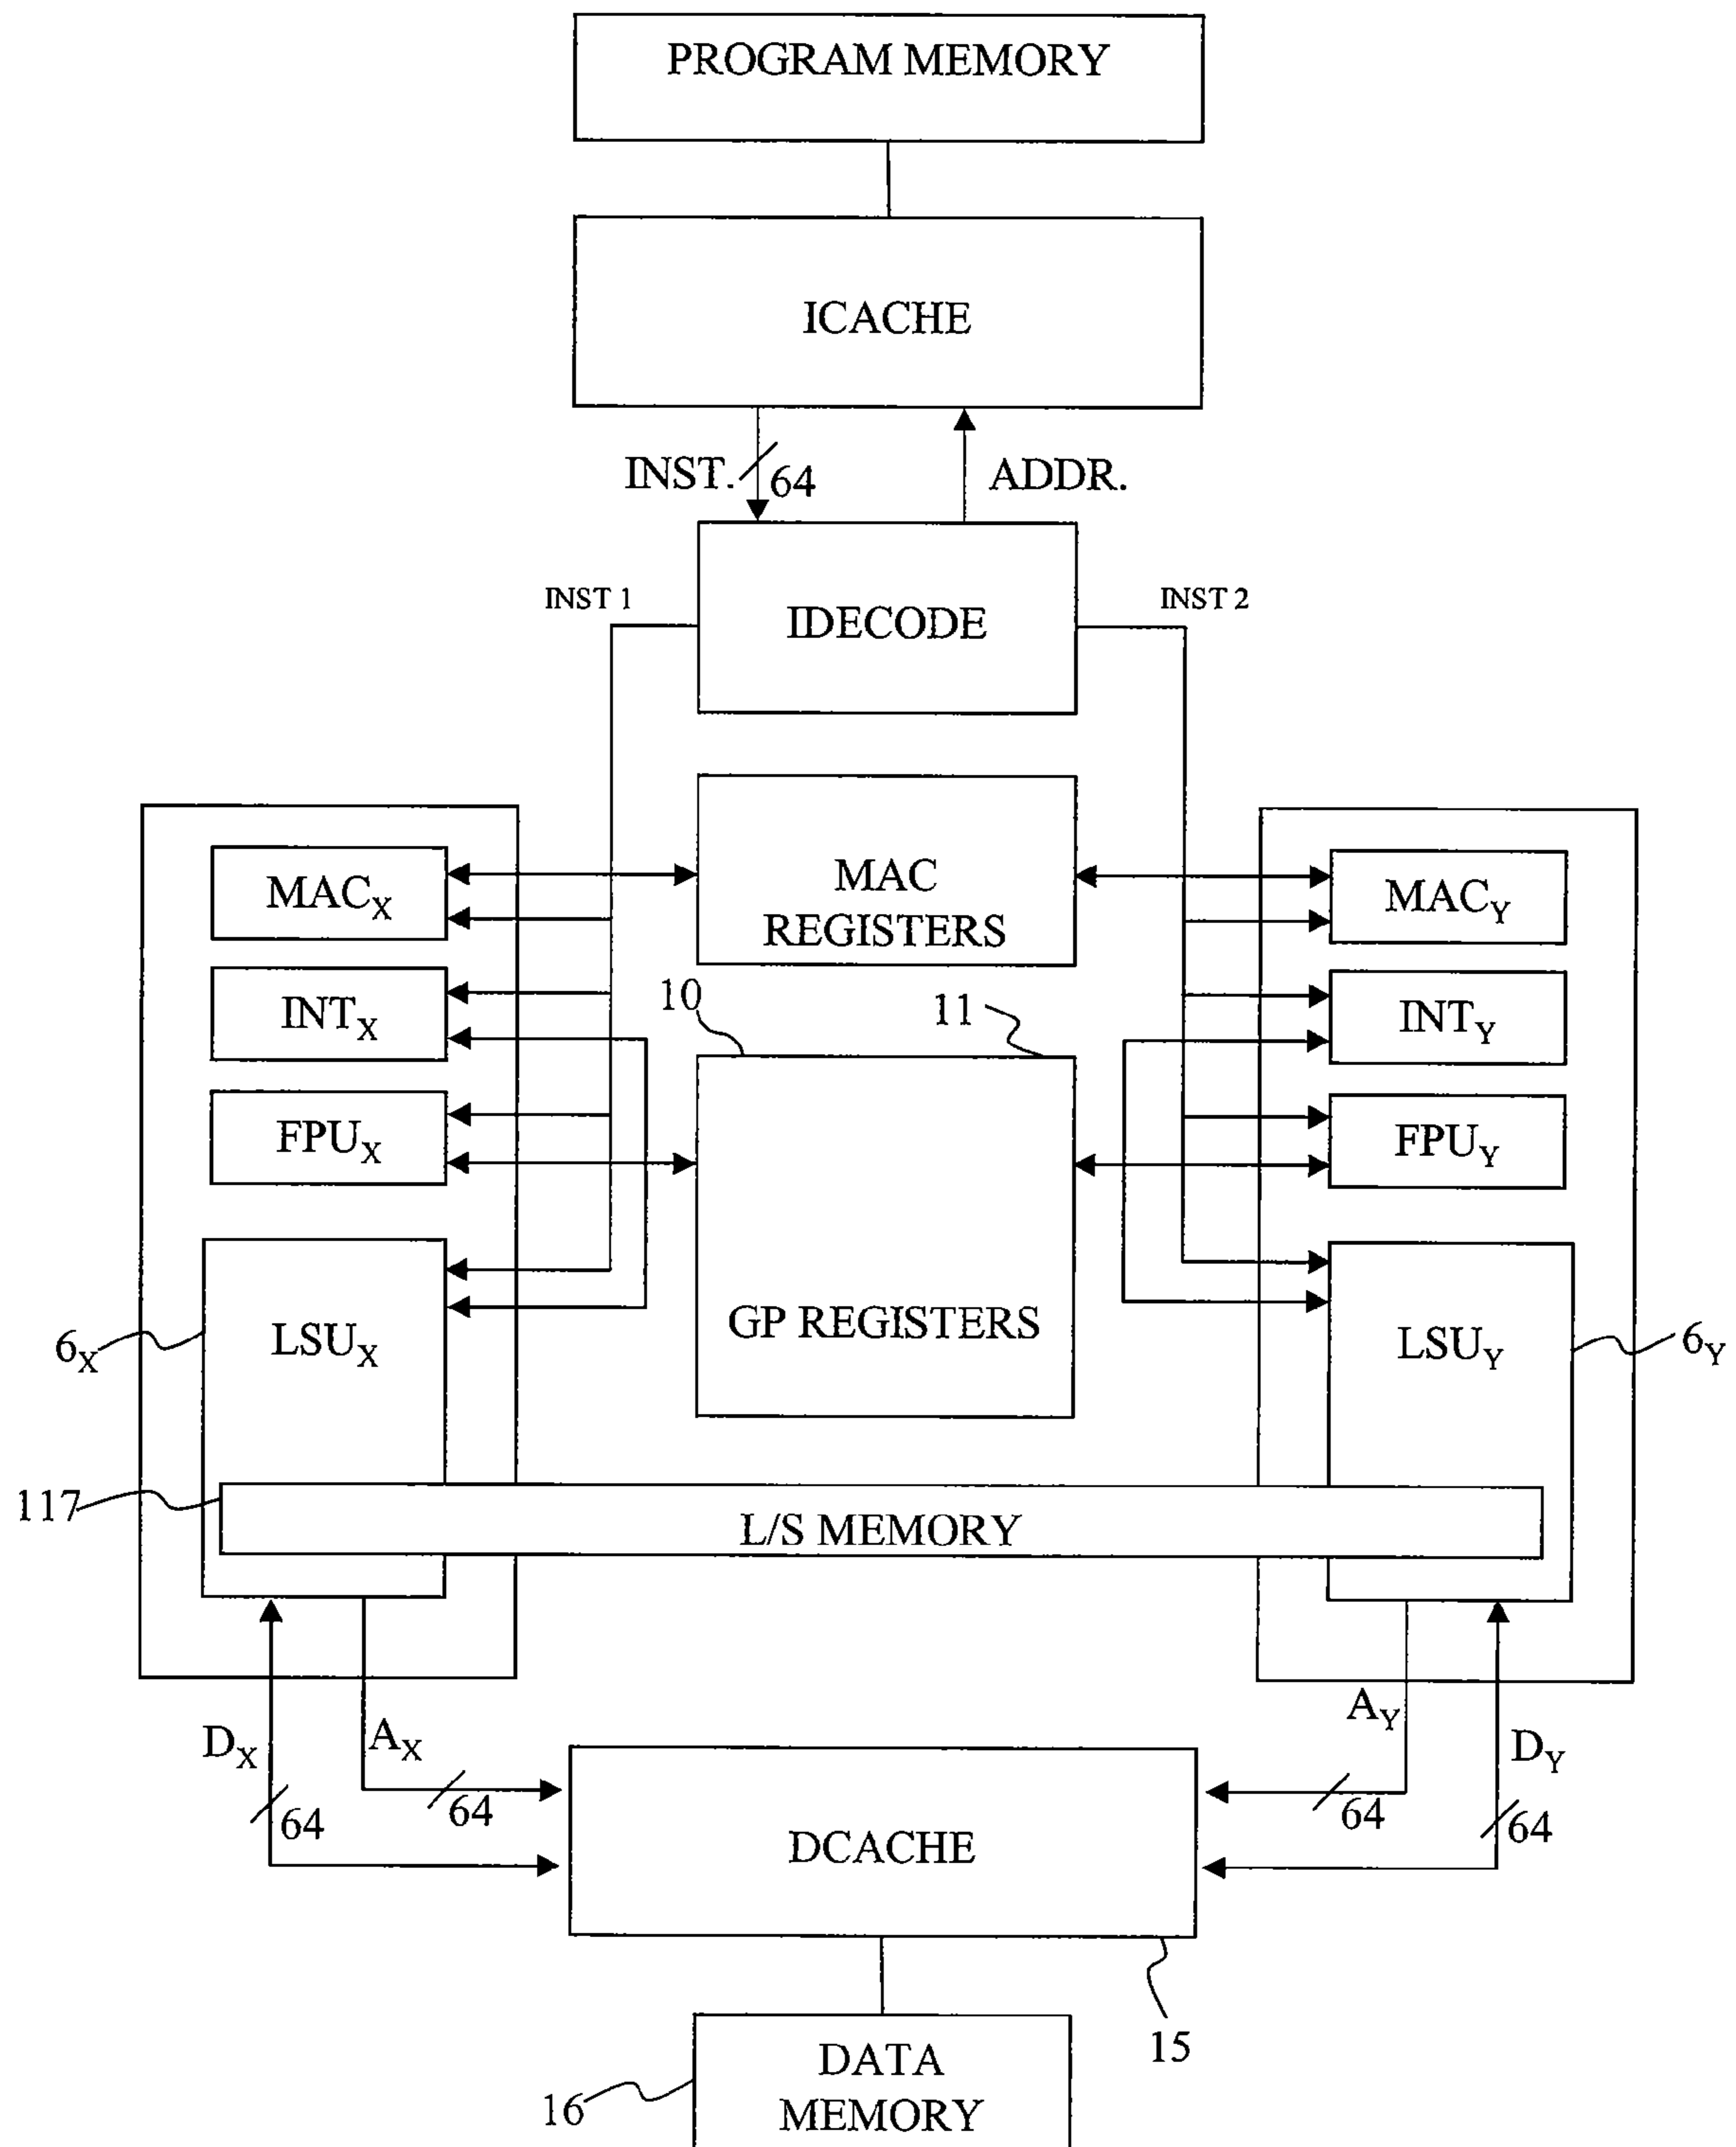 PROGRAM MEMORY
ICACHE
INST.
64
ADDR.
INST 1
IDECODE
INST 2
MAC
REGISTERS
MACX
MACY
INTX
10
11
INTY
FPUX
FPUY
GP REGISTERS
6X
LSUX
LSUY
6Y
117
L/S MEMORY
DX
AX
AY
DY
64
64
64
64
DCACHE
15
DATA
MEMORY
16